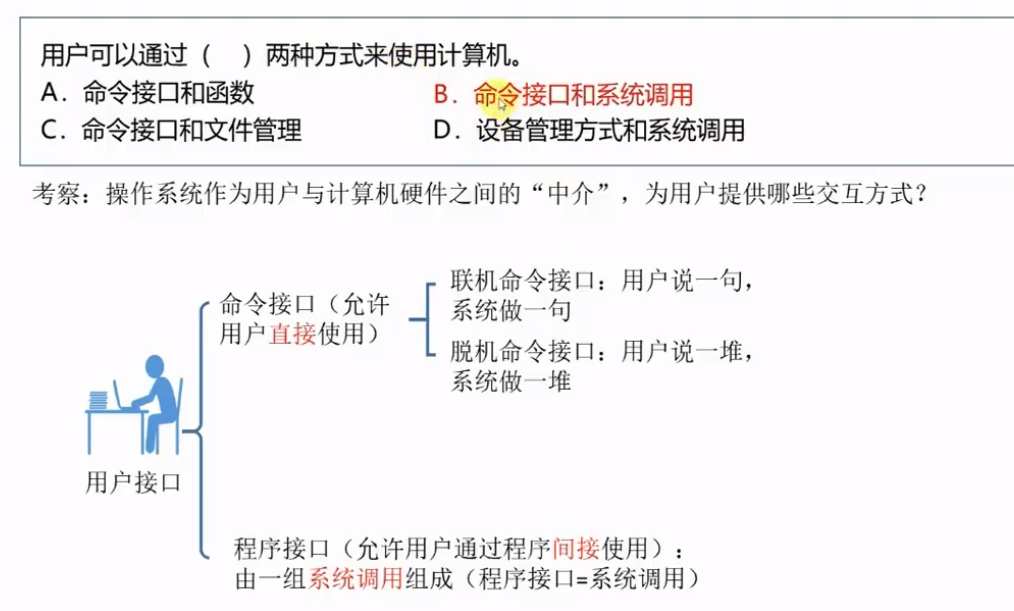 用户可以通过（　）两种方式来使用计算机。
A．命令接口和函数
B．命令接口和系统调用
C．命令接口和文件管理
D．设备管理方式和系统调用
考察：操作系统作为用户与计算机硬件之间的“中介”，为用户提供哪些交互方式？
命令接口（允许
用户直接使用）
联机命令接口：用户说一句，
系统做一句
脱机命令接口：用户说一堆，
系统做一堆
用户接口
程序接口（允许用户通过程序间接使用）；
由一组系统调用组成（程序接口=系统调用）